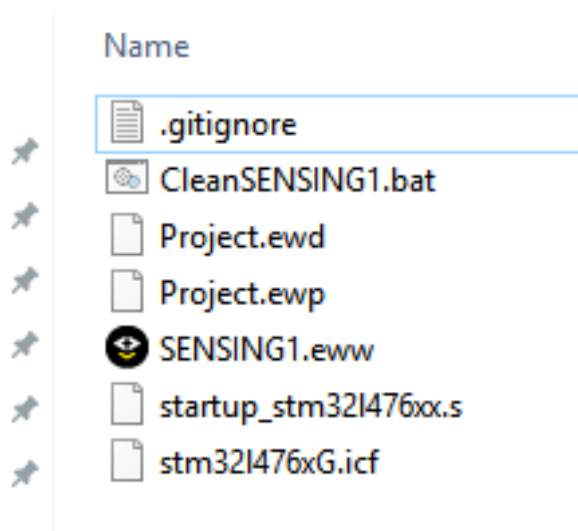 Name
.gitignore
CleanSENSING1.bat
Project.ewd
Project.ewp
SENSING1.eww
startup_stm32l476xx.s
stm32l476xG.icf